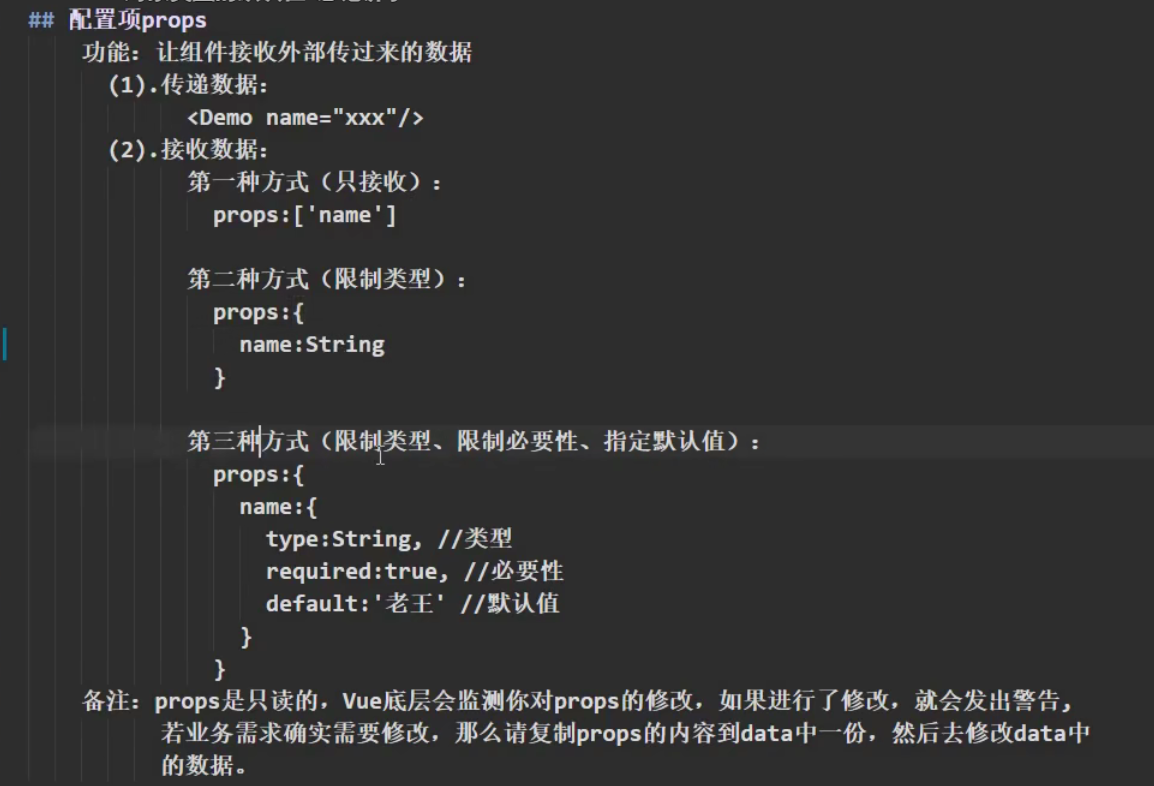 ## 配置项props
功能：让组件接收外部传过来的数据
(1).传递数据：
<Demo name="xxx"/>
(2).接收数据：
第一种方式（只接收）：
props:['name']
第二种方式（限制类型）：
props:{
name:String
}
第三种方式（限制类型、限制必要性、指定默认值）：
props:{
name:{
type:String, //类型
required:true, //必要性
default:'老王' //默认值
}
}
备注：props是只读的，Vue底层会监测你对props的修改，如果进行了修改，就会发出警告，
若业务需求确实需要修改，那么请复制props的内容到data中一份，然后去修改data中
的数据。